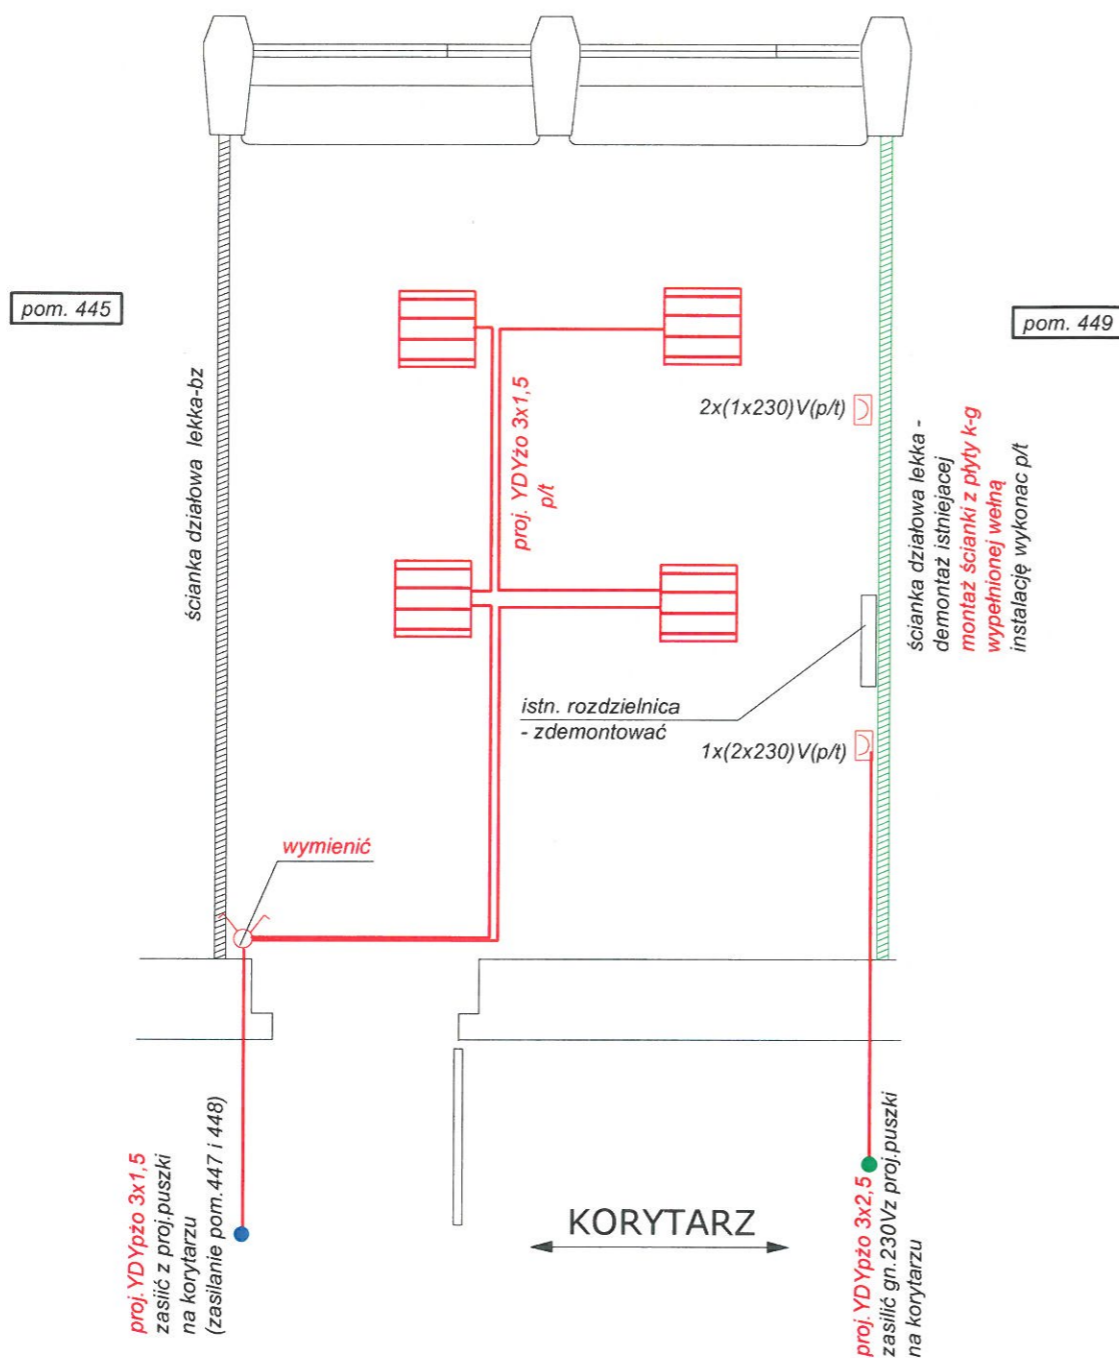 pom. 445
pom. 449
ścianka działowa lekka-bz
proj. YDYżo 3x1,5
p/t
2x(1x230)V(p/t)
ścianka działowa lekka -
demontaż istniejacej
montaż ścianki z płyty k-g
wypełnionej wełną
instalację wykonac p/t
istn. rozdzielnica
- zdemontować
1x(2x230)V(p/t)
wymienić
proj.YDYpżo 3x1,5
zasilić z proj.puszki
na korytarzu
(zasilanie pom.447 i 448)
KORYTARZ
proj.YDYpżo 3x2,5
zasilić gn.230Vz proj.puszki
na korytarzu